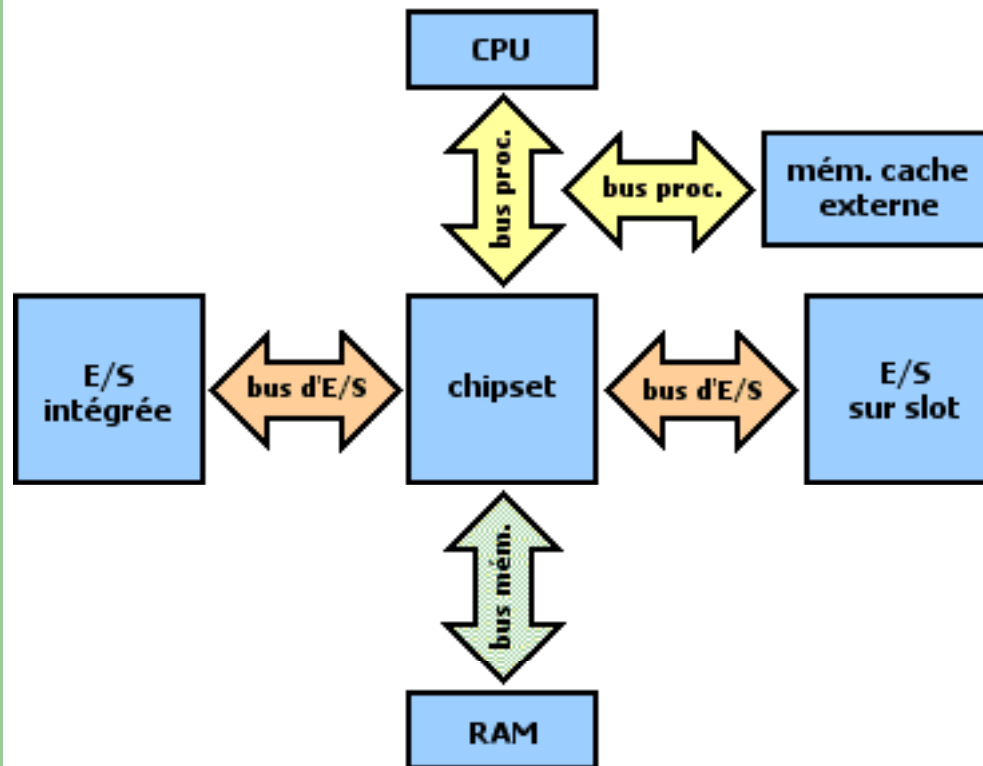 CPU
bus proc.
bus proc.
mém. cache
externe
E/S
intégrée
bus d'E/S
chipset
bus d'E/S
E/S
sur slot
bus mém.
RAM